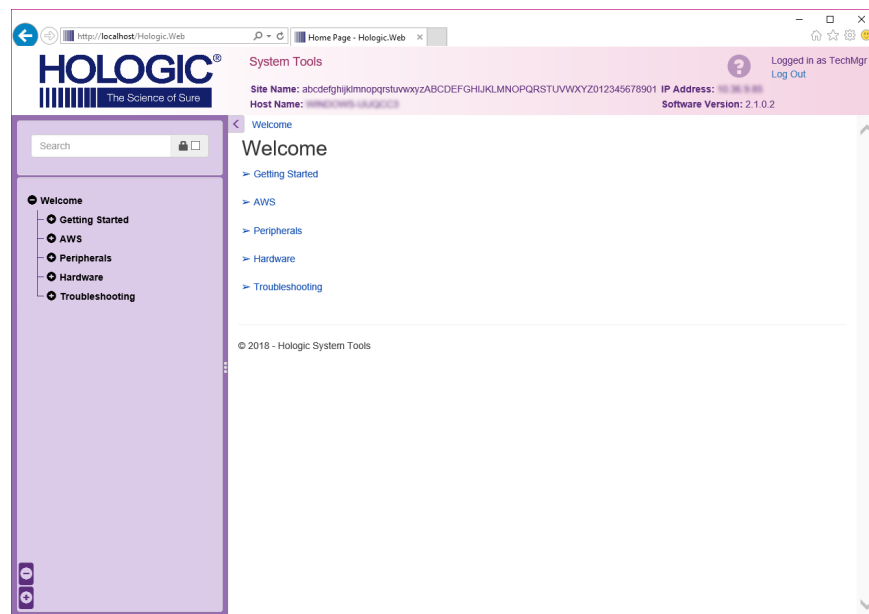 http://localhost/Hologic.Web
Home Page - Hologic.Web
HOLOGIC®
The Science of Sure
System Tools
Logged in as TechMgr
Log Out
Site Name: abcdefghijklmnopqrstuvwxyzABCDEFGHIJKLMNOPQRSTUVWXYZ012345678901 IP Address:
Host Name: Software Version: 2.1.0.2
Search
Welcome
Getting Started
AWS
Peripherals
Hardware
Troubleshooting
Welcome
Welcome
➢ Getting Started
➢ AWS
➢ Peripherals
➢ Hardware
➢ Troubleshooting
© 2018 - Hologic System Tools